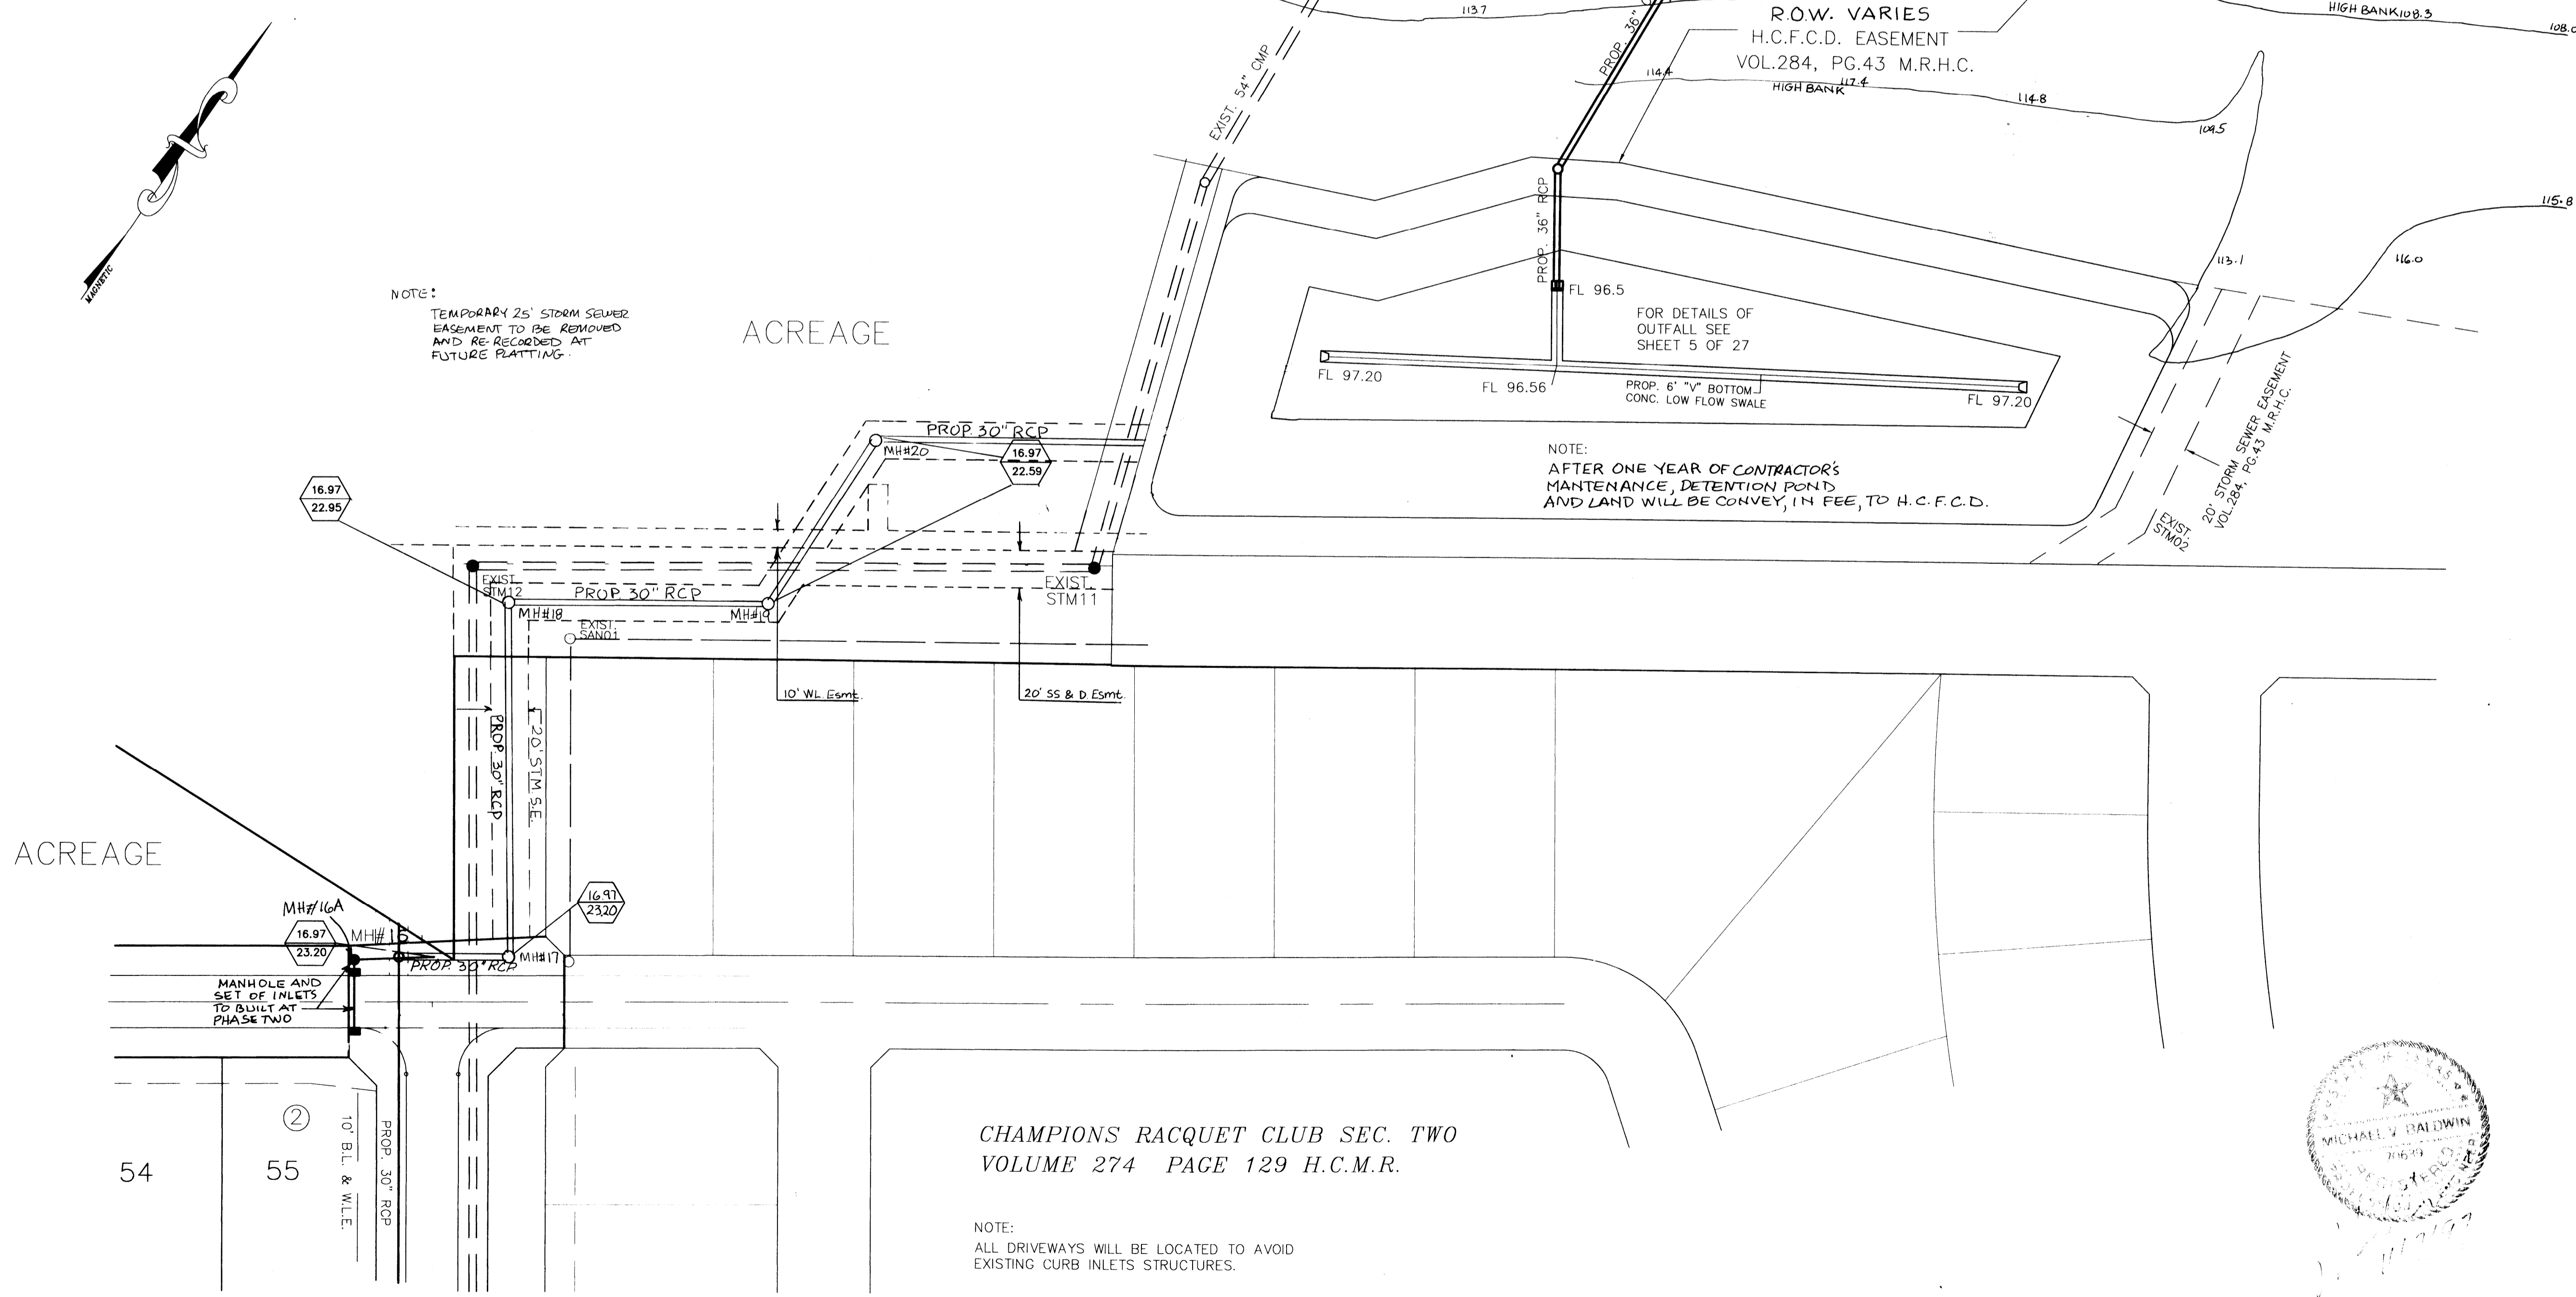 113.7
R.O.W. VARIES
H.C.F.C.D. EASEMENT
VOL.284, PG.43 M.R.H.C.
HIGH BANK 108.3
108.0
EXIST. 54" CMP
PROP. 36"
114.4
117.4
HIGH BANK
114.8
109.5
115.8
113.1
116.0
MAGNETIC
NOTE:
TEMPORARY 25' STORM SEWER
EASEMENT TO BE REMOVED
AND RE-RECORDED AT
FUTURE PLATTING.
ACREAGE
PROP. 36" RCP
FL 96.5
FOR DETAILS OF
OUTFALL SEE
SHEET 5 OF 27
FL 97.20
FL 96.56
PROP. 6' "V" BOTTOM
CONC. LOW FLOW SWALE
FL 97.20
20' STORM SEWER EASEMENT
VOL.284, PG.43 M.R.H.C.
EXIST.
STM02
NOTE:
AFTER ONE YEAR OF CONTRACTOR'S
MANTENANCE, DETENTION POND
AND LAND WILL BE CONVEY, IN FEE, TO H.C.F.C.D.
PROP. 30" RCP
MH#20
16.97
22.59
16.97
22.95
EXIST.
STM12
PROP. 30" RCP
MH#18
MH#19
EXIST.
SAN01
EXIST.
STM11
10' WL. Esmt.
20' SS & D. Esmt.
PROP. 30" RCP
20' STM S.E.
ACREAGE
MH#16A
16.97
23.20
MH#16
PROP. 30" RCP
MH#17
16.97
23.20
MANHOLE AND
SET OF INLETS
TO BUILT AT
PHASE TWO
2
54
55
10' B.L. & W.L.E.
PROP. 30" RCP
CHAMPIONS RACQUET CLUB SEC. TWO
VOLUME 274 PAGE 129 H.C.M.R.
NOTE:
ALL DRIVEWAYS WILL BE LOCATED TO AVOID
EXISTING CURB INLETS STRUCTURES.
STATE OF TEXAS
MICHAEL V. BALDWIN
70639
REGISTERED